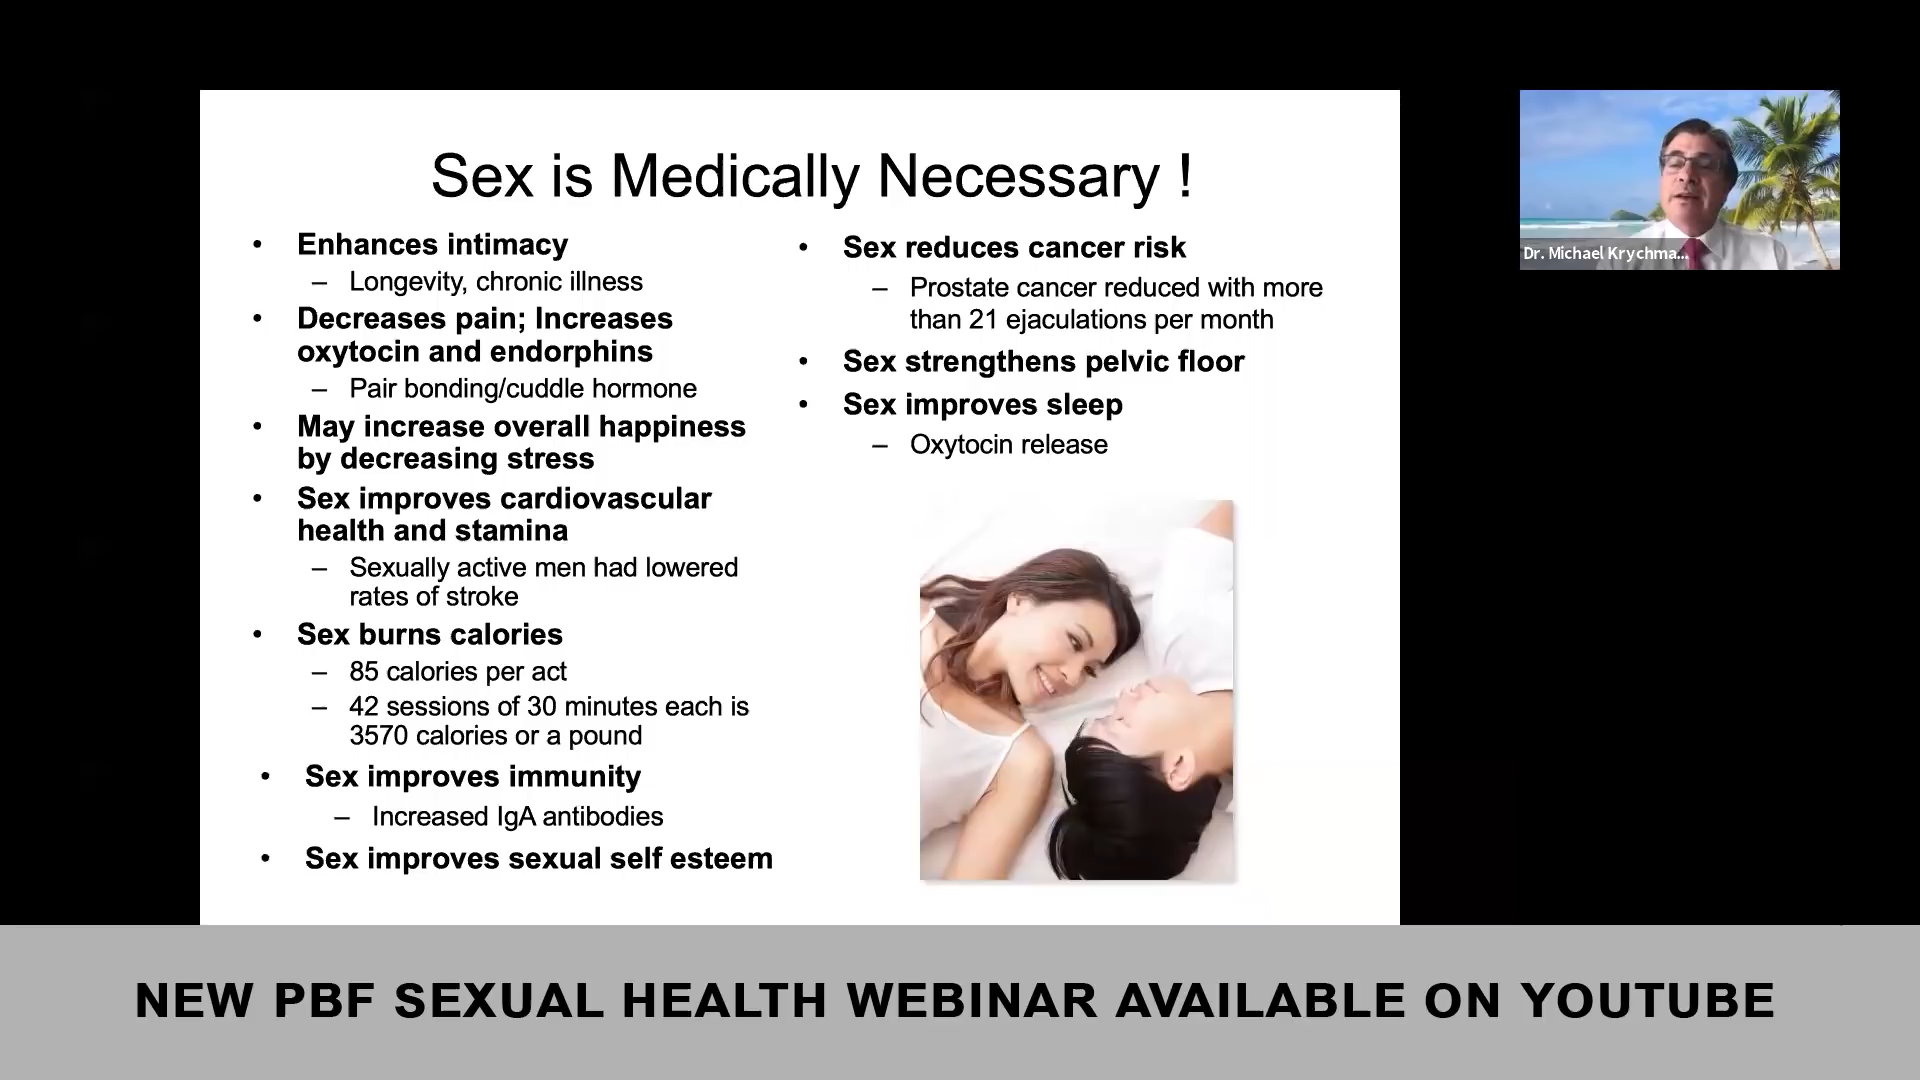 Sex is Medically Necessary !
• Enhances intimacy
– Longevity, chronic illness
• Decreases pain; Increases
oxytocin and endorphins
– Pair bonding/cuddle hormone
• May increase overall happiness
by decreasing stress
• Sex improves cardiovascular
health and stamina
– Sexually active men had lowered
rates of stroke
• Sex burns calories
– 85 calories per act
– 42 sessions of 30 minutes each is
3570 calories or a pound
• Sex improves immunity
– Increased IgA antibodies
• Sex improves sexual self esteem
• Sex reduces cancer risk
– Prostate cancer reduced with more
than 21 ejaculations per month
• Sex strengthens pelvic floor
• Sex improves sleep
– Oxytocin release
Dr. Michael Krychma...
NEW PBF SEXUAL HEALTH WEBINAR AVAILABLE ON YOUTUBE